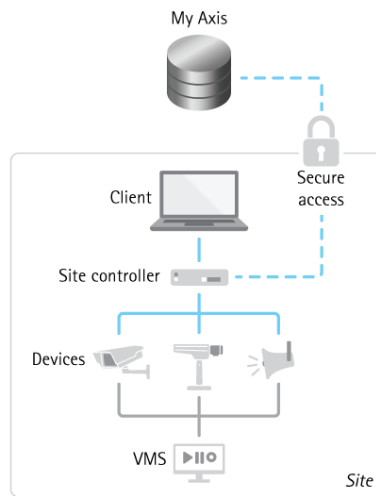 My Axis
Secure
access
Client
Site controller
Devices
VMS
Site